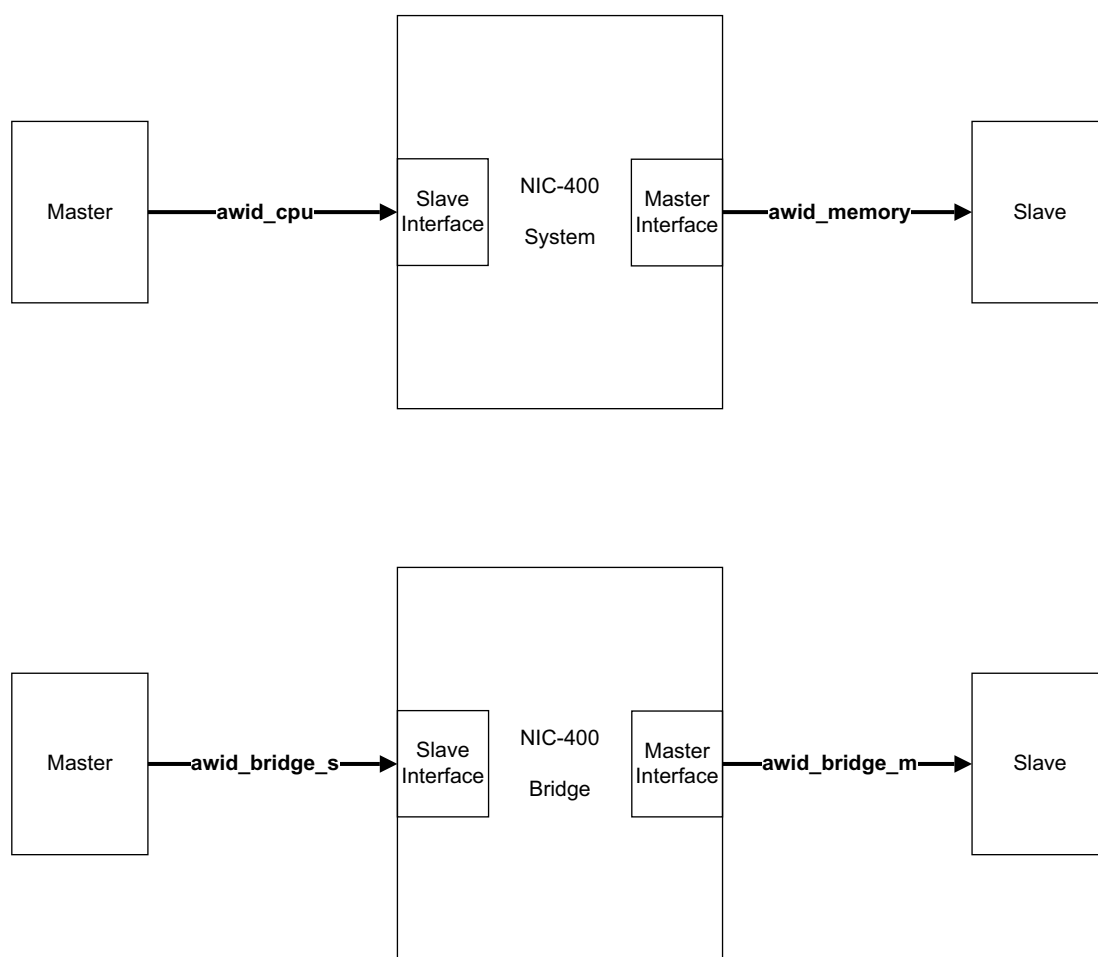 Master
awid_cpu
Slave
Interface
NIC-400
System
Master
Interface
awid_memory
Slave
Master
awid_bridge_s
Slave
Interface
NIC-400
Bridge
Master
Interface
awid_bridge_m
Slave